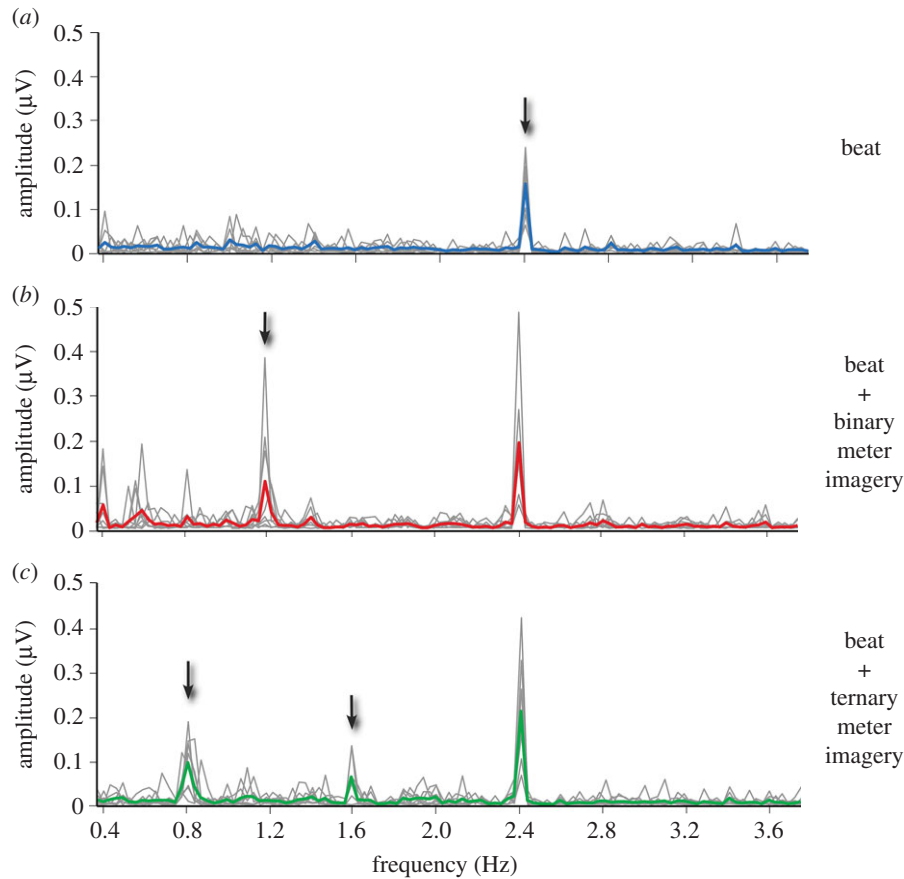 (a)
0.5
0.4
0.3
0.2
0.1
0
amplitude (µV)
beat
(b)
0.5
0.4
0.3
0.2
0.1
0
amplitude (µV)
beat
+
binary
meter
imagery
(c)
0.5
0.4
0.3
0.2
0.1
0
amplitude (µV)
beat
+
ternary
meter
imagery
0.4 0.8 1.2 1.6 2.0 2.4 2.8 3.2 3.6
frequency (Hz)